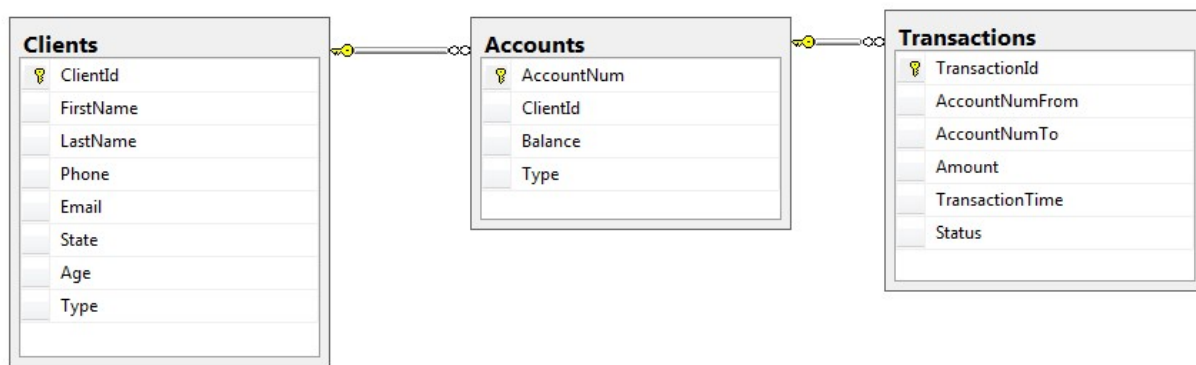 Clients
ClientId
FirstName
LastName
Phone
Email
State
Age
Type
Accounts
AccountNum
ClientId
Balance
Type
Transactions
TransactionId
AccountNumFrom
AccountNumTo
Amount
TransactionTime
Status